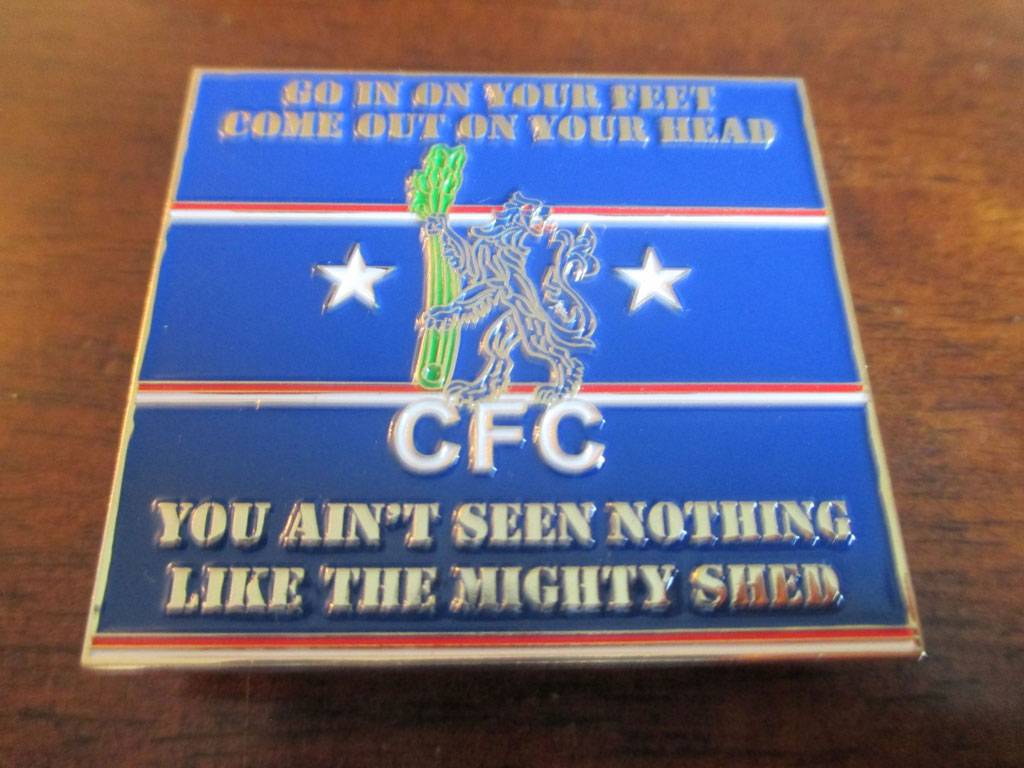 GO IN ON YOUR FEET
COME OUT ON YOUR HEAD
CFC
YOU AIN'T SEEN NOTHING
LIKE THE MIGHTY SHED